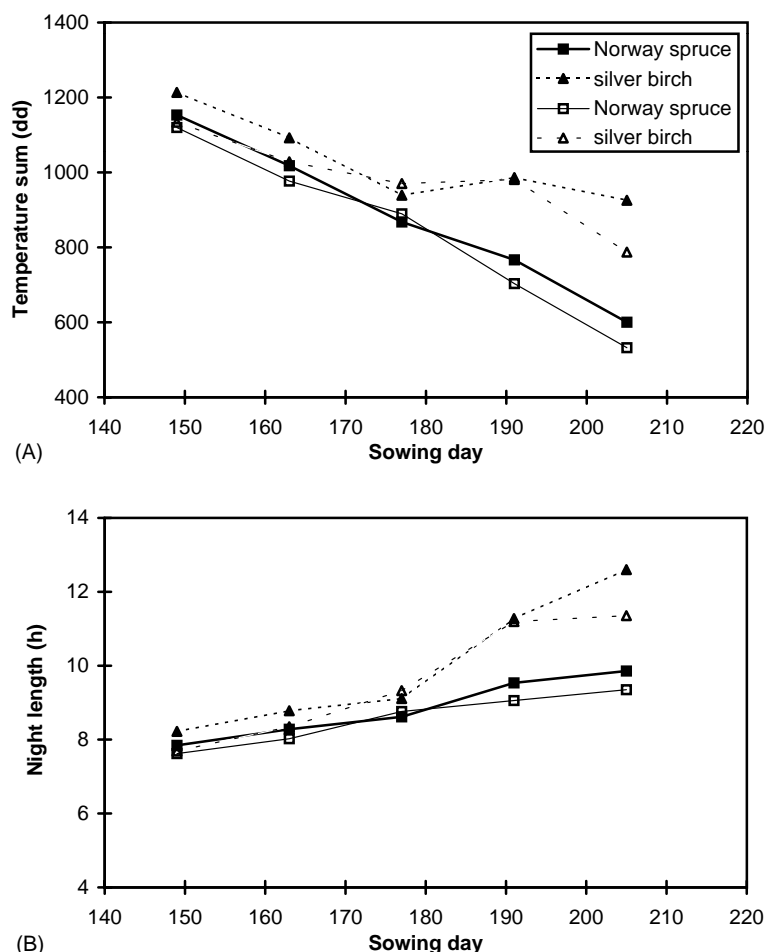 1400
1200
1000
800
600
400
Temperature sum (dd)
Norway spruce
silver birch
Norway spruce
silver birch
140 150 160 170 180 190 200 210 220
Sowing day
(A)
14
12
10
8
6
4
Night length (h)
140 150 160 170 180 190 200 210 220
Sowing day
(B)